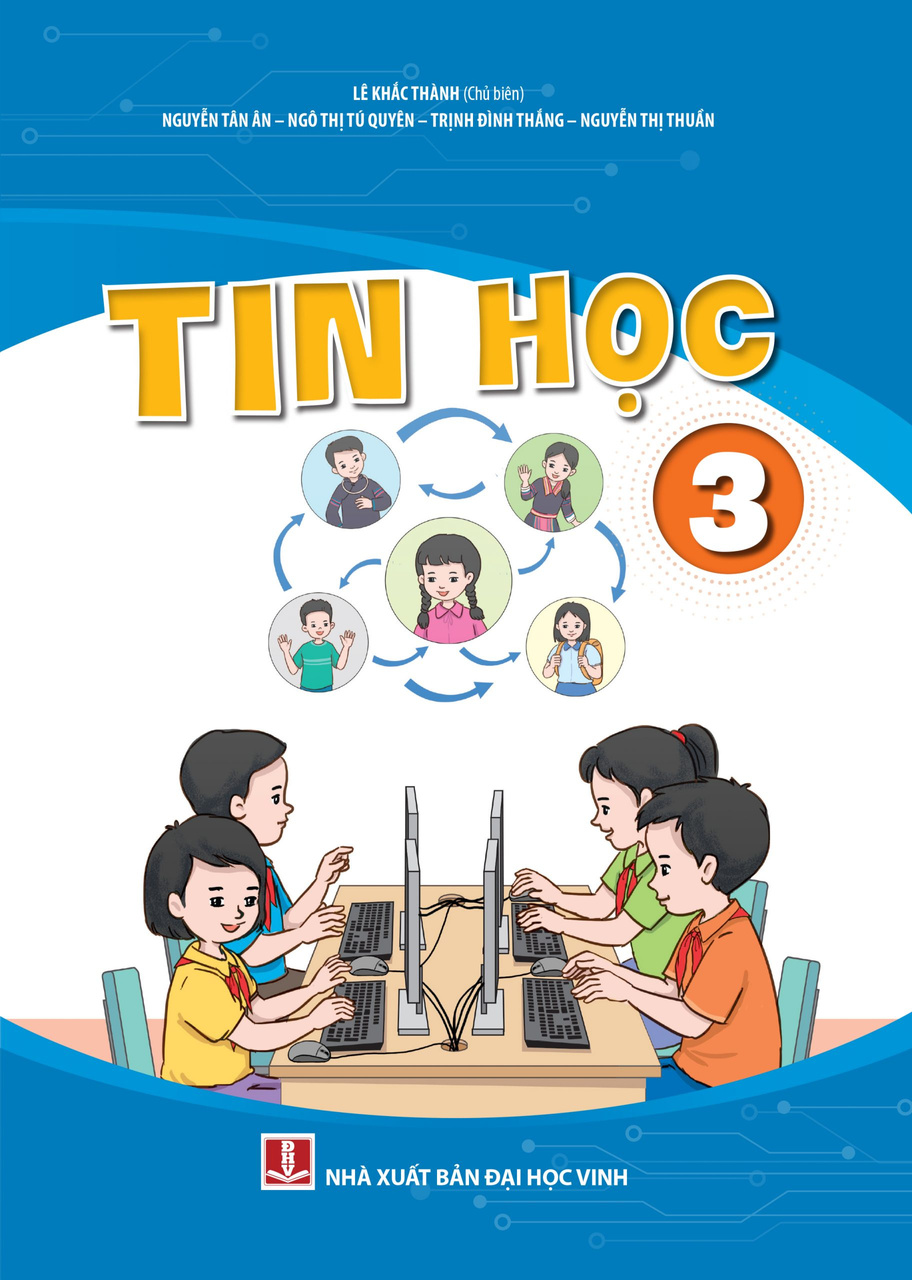 LÊ KHẮC THÀNH (Chủ biên)
NGUYỄN TÂN ÂN – NGÔ THỊ TÚ QUYÊN – TRỊNH ĐÌNH THẮNG – NGUYỄN THỊ THUẦN
TIN HỌC
3
ĐHV
NHÀ XUẤT BẢN ĐẠI HỌC VINH